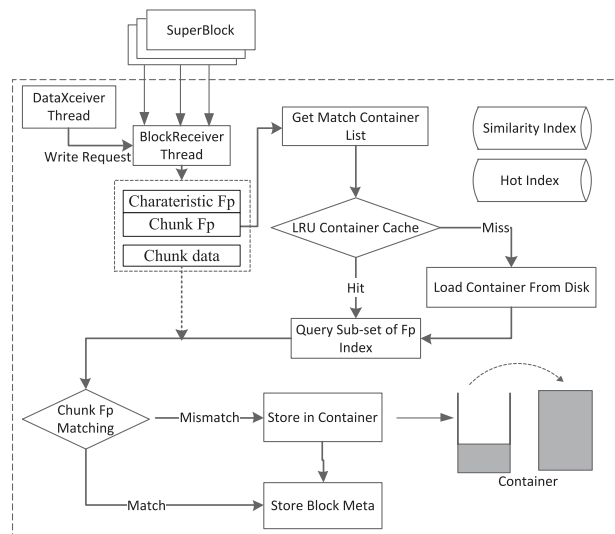 SuperBlock
DataXceiver
Thread
Write Request
BlockReceiver
Thread
Get Match Container
List
Similarity Index
Hot Index
Charateristic Fp
Chunk Fp
Chunk data
LRU Container Cache
Miss
Hit
Load Container From Disk
Query Sub-set of Fp
Index
Chunk Fp
Matching
Mismatch
Store in Container
Container
Match
Store Block Meta